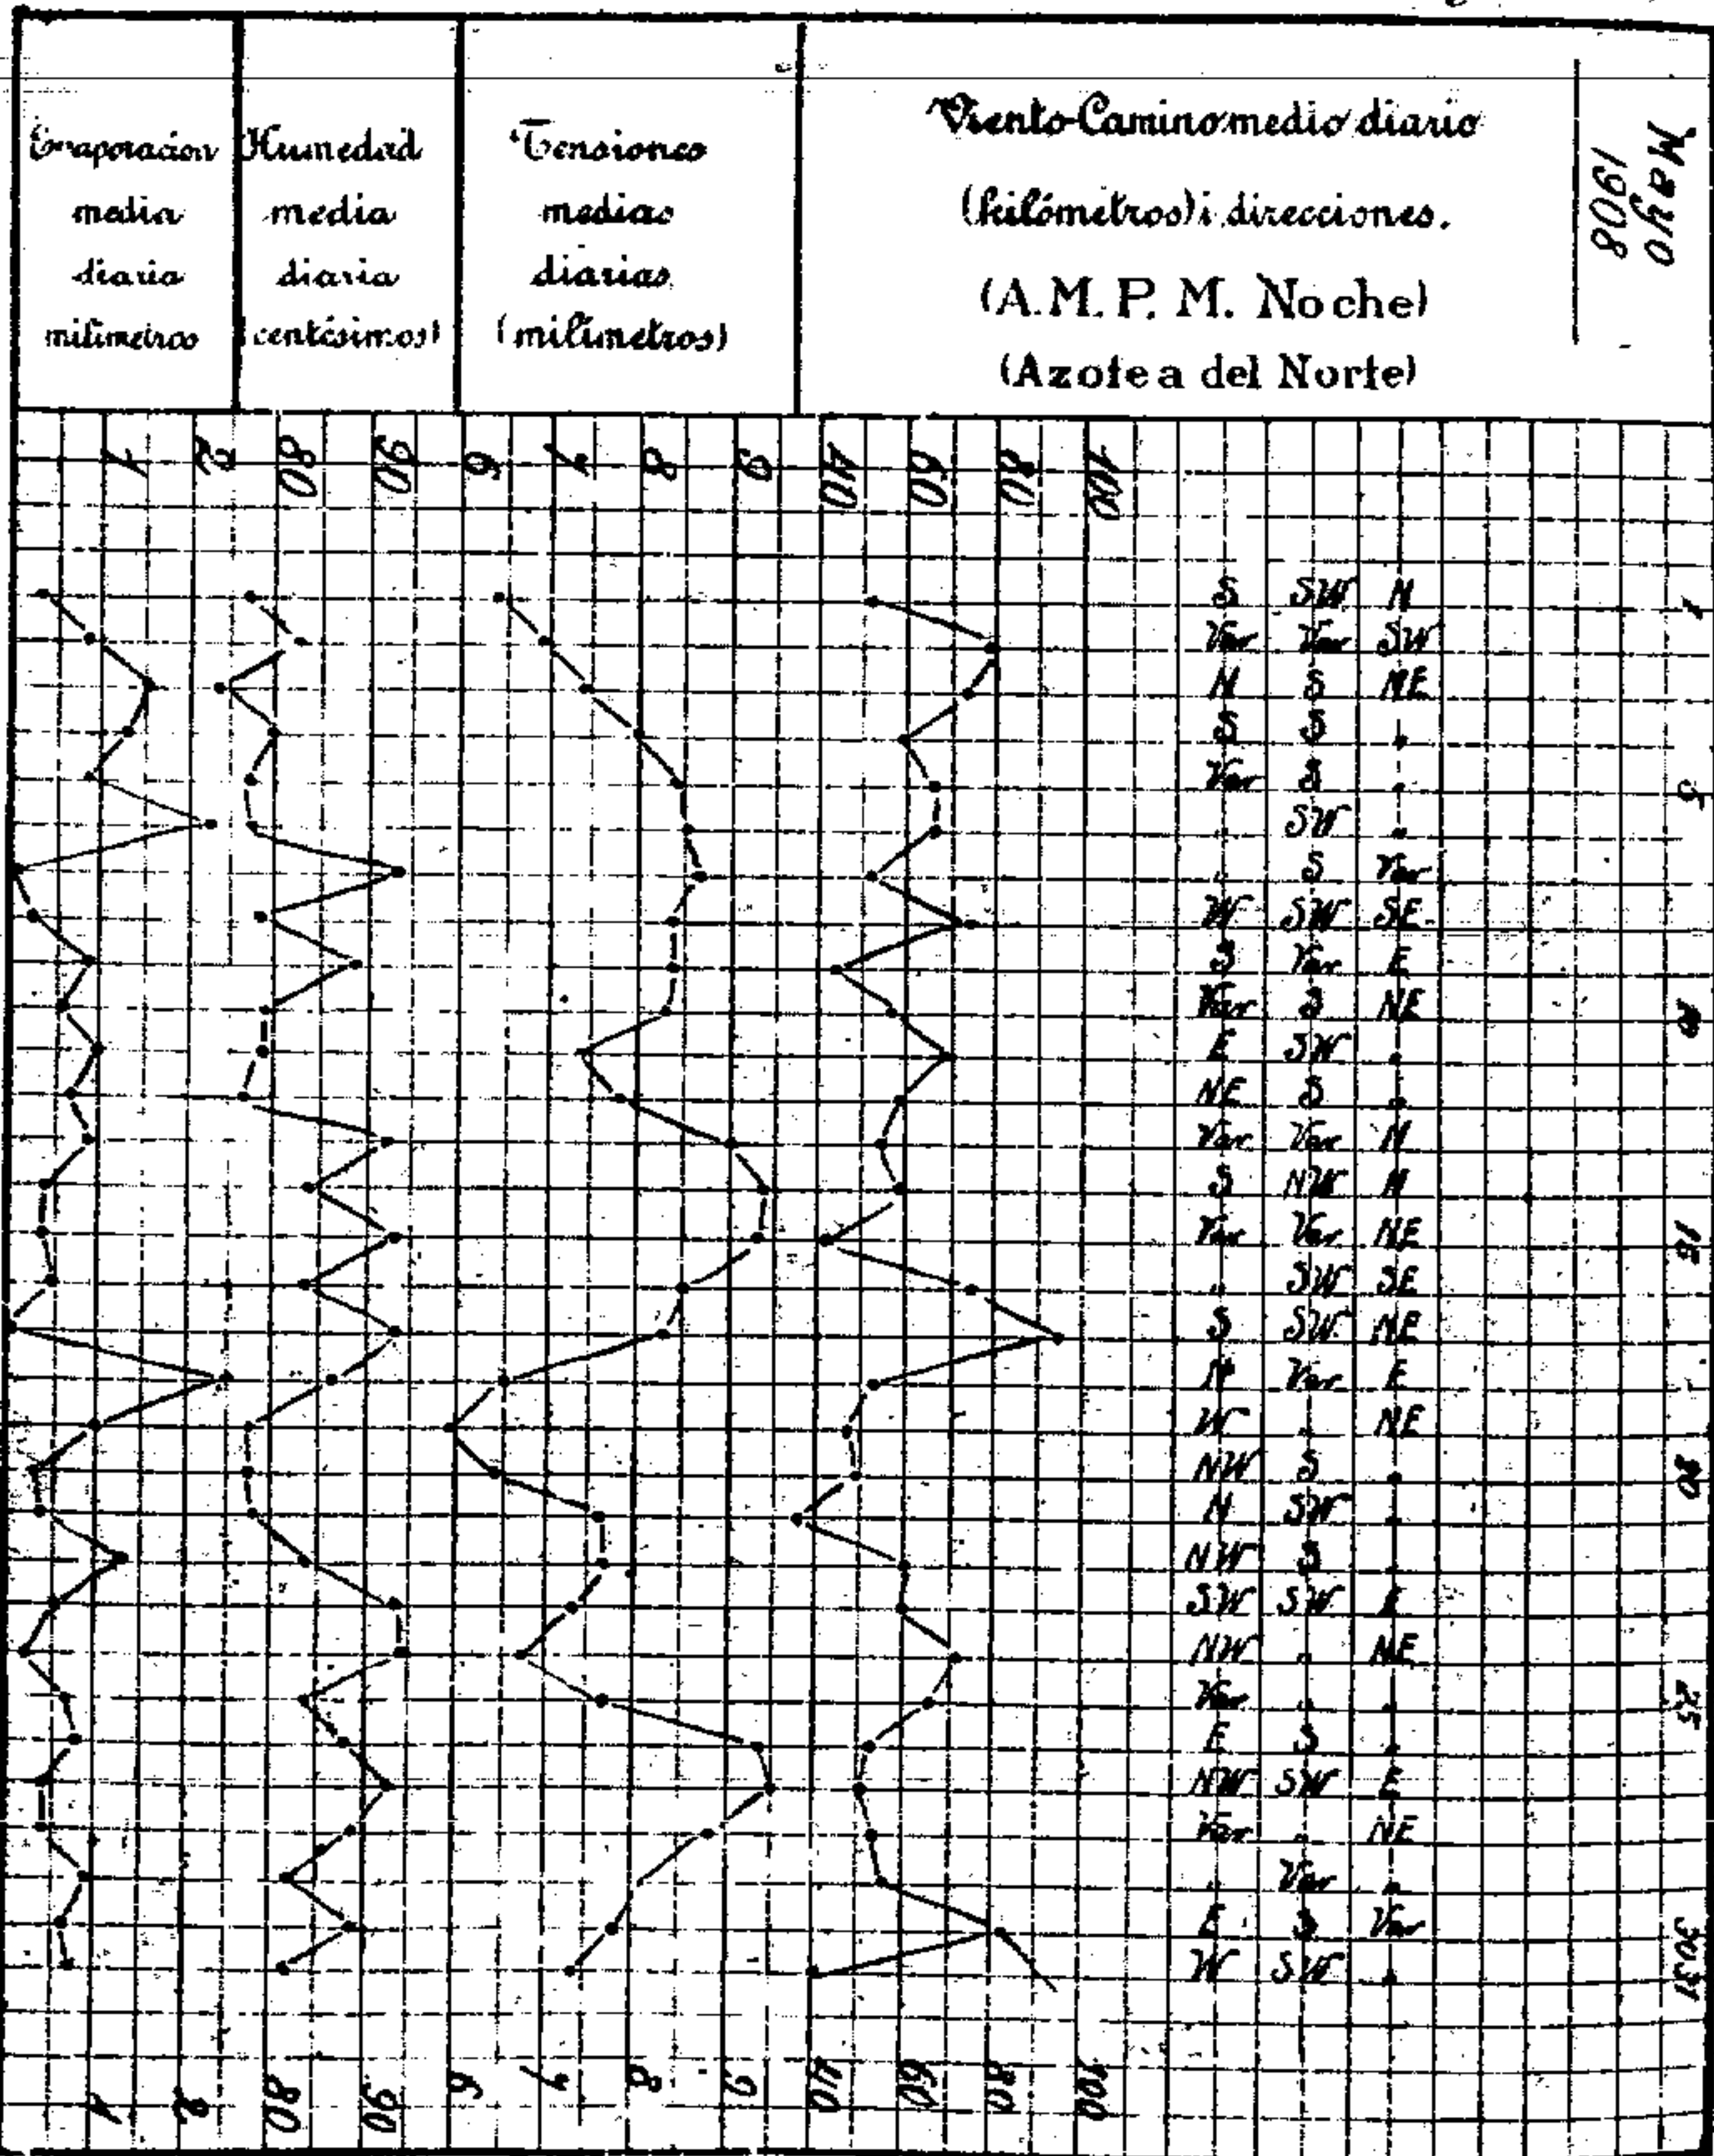 Evaporacion
media
diaria
milimetros
Humedad
media
diaria
(centésimos)
Tensiones
medias
diarias
(milímetros)
Viento-Camino medio diario
(kilómetros) i direcciones.
(A.M. P. M. Noche)
(Azotea del Norte)
Mayo
1908
1 2 80 90 6 7 8 9 40 60 80 100
S SW N 1
Var Var SW
N S NE
S S "
Var S " 5
" SW "
" S Var
W SW SE
S Var E
Var S NE 10
E SW "
NE S "
Var Var N
S NW N
Var Var NE 15
" SW SE
S SW NE
N Var E
W " NE
NW S " 20
N SW "
NW S "
SW SW E
NW " NE
Var " " 25
E S "
NW SW E
Var " NE
" Var "
E S Var 30
W SW " 31
1 2 80 90 6 7 8 9 40 60 80 100